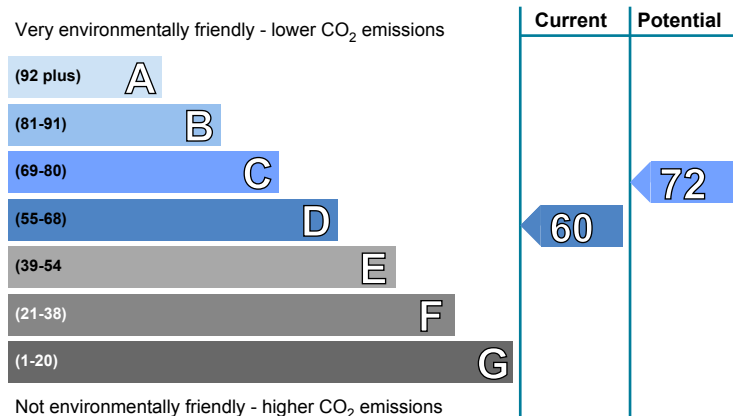 Very environmentally friendly - lower CO2 emissions
Current
Potential
(92 plus) A
(81-91) B
(69-80) C
72
(55-68) D
60
(39-54 E
(21-38) F
(1-20) G
Not environmentally friendly - higher CO2 emissions